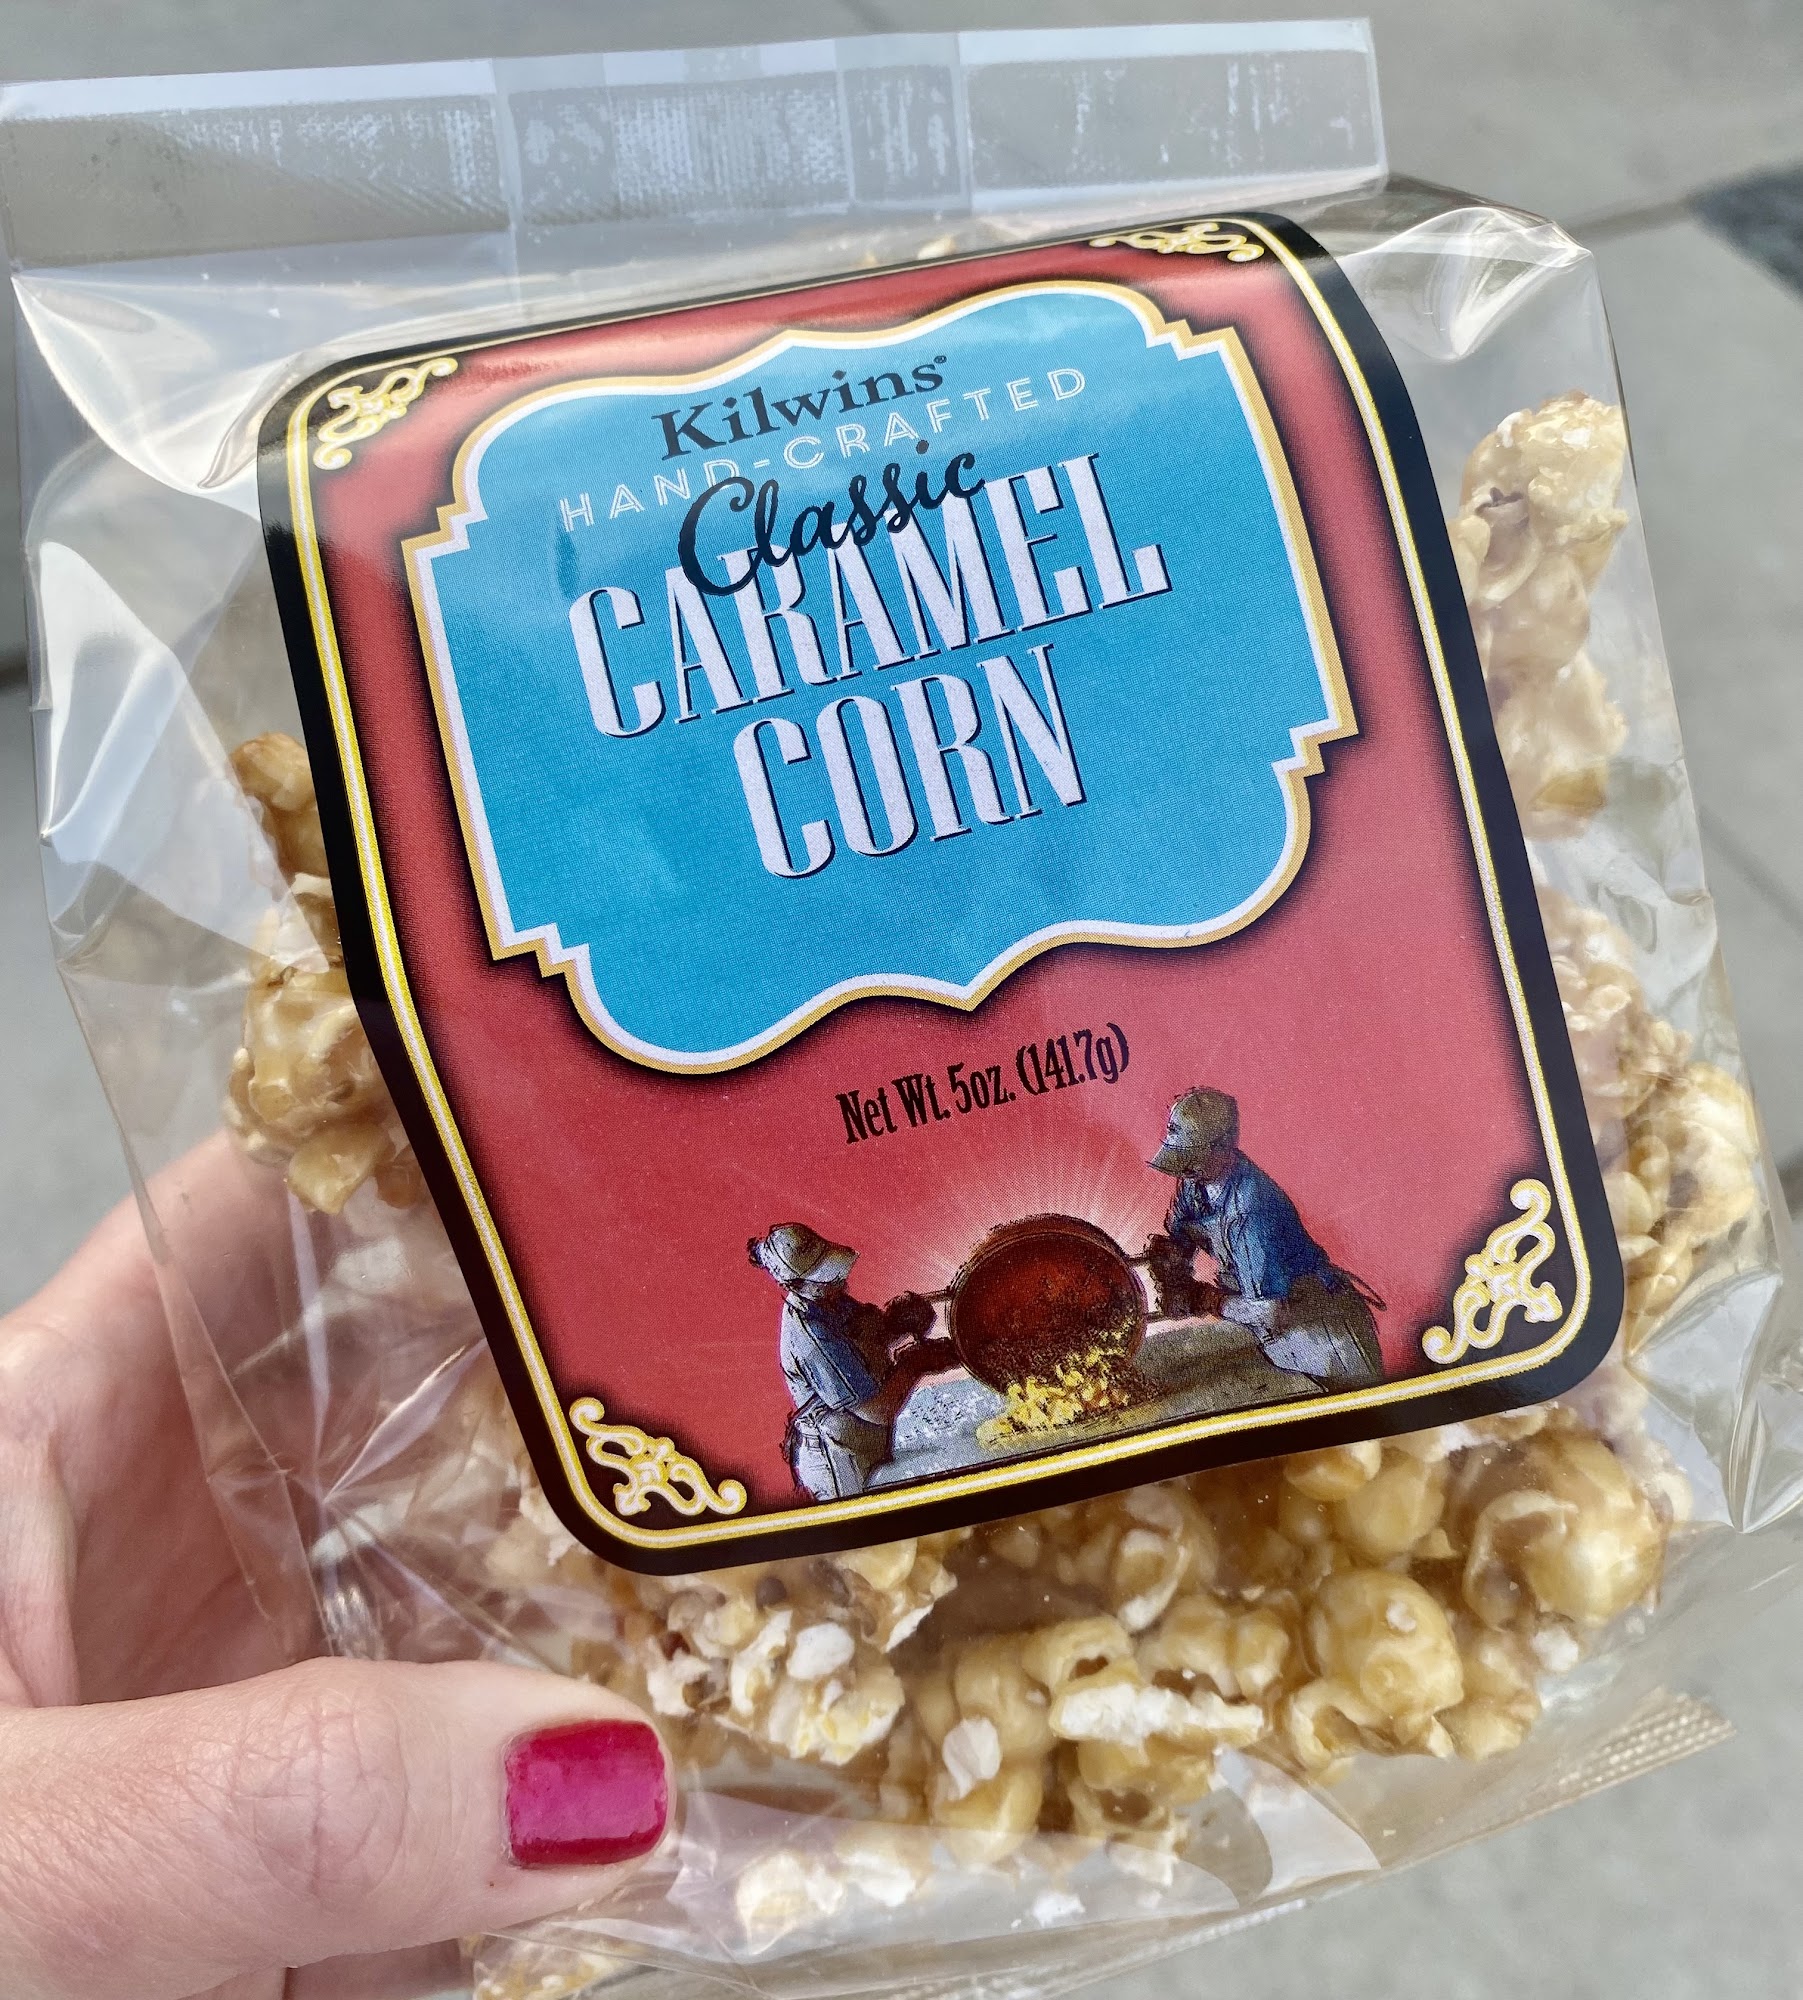 Kilwins®
HAND-CRAFTED
Classic
CARAMEL
CORN
Net Wt. 5oz. (141.7g)